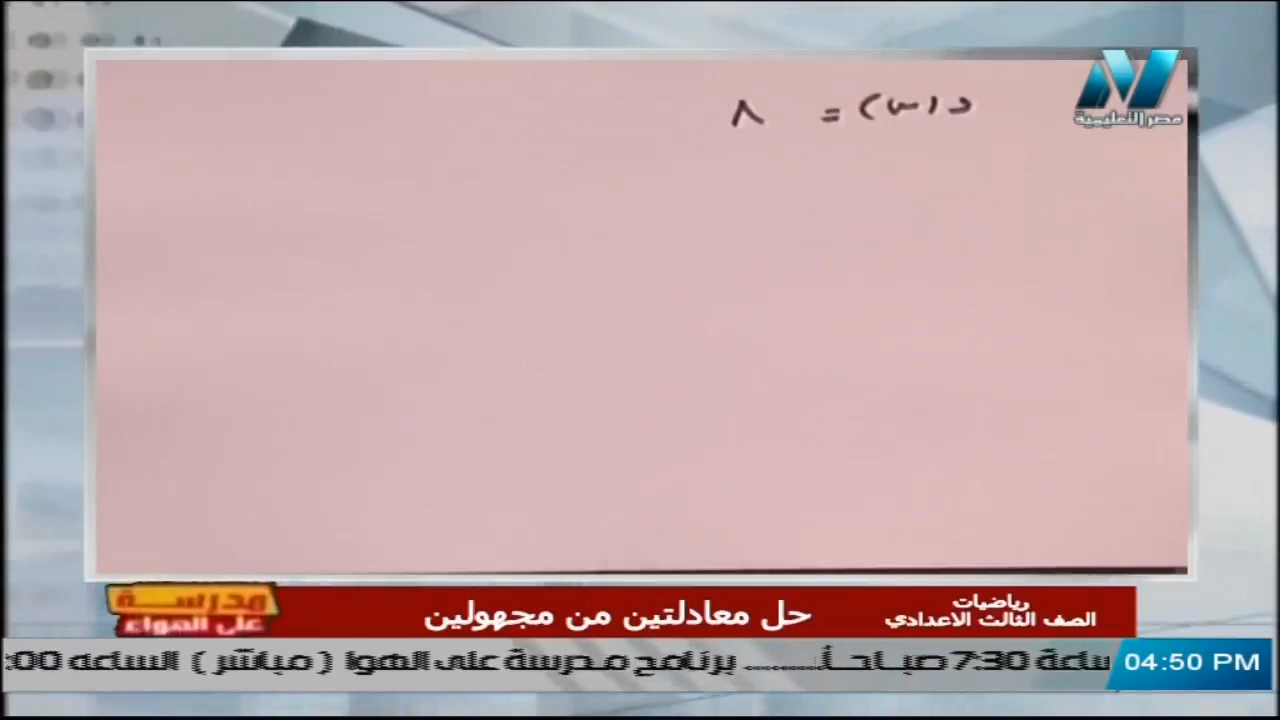 مصر التعليمية
د(س) = ٨
رياضيات
الصف الثالث الاعدادي
حل معادلتين من مجهولين
مدرسة
على الهواء
ساعة 7:30 صباحاً......... برنامج مدرسة على الهوا ( مباشر ) الساعه 00:
04:50 PM